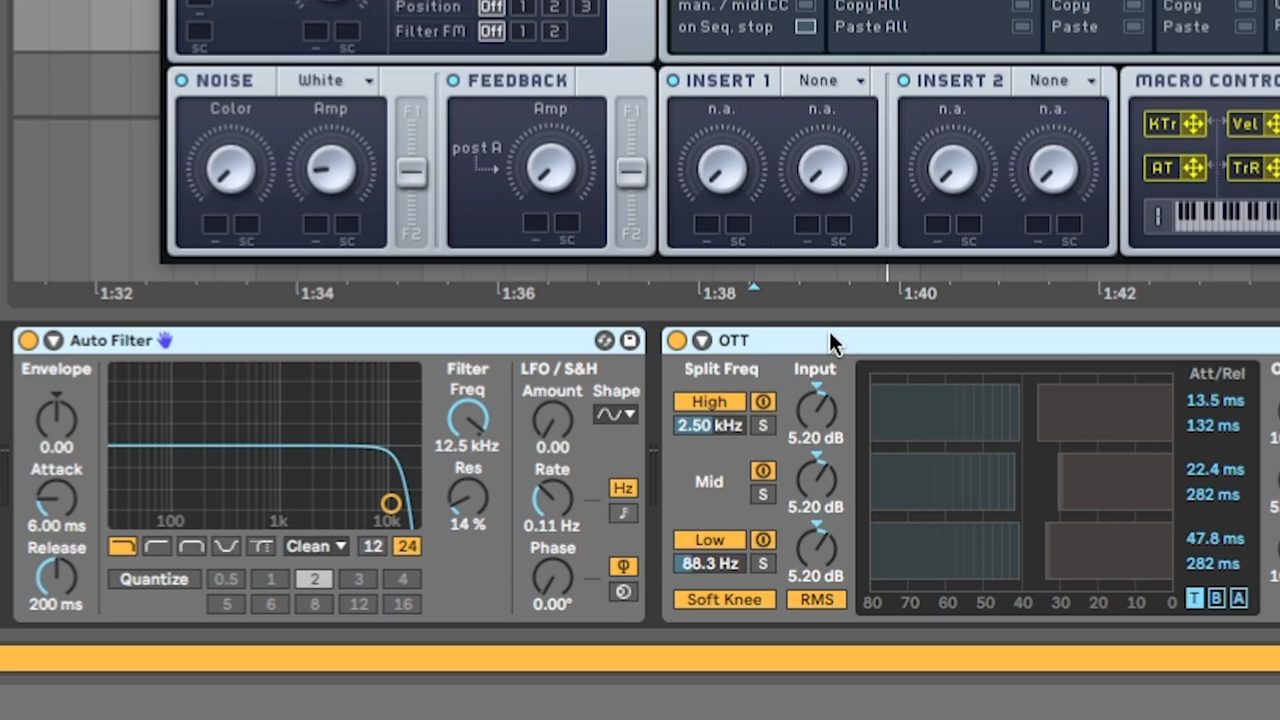 Position Off 1 2 3 man. / midi CC Copy All Copy Copy
Filter FM Off 1 2 on Seq. stop Paste All Paste Paste
SC - SC
NOISE White FEEDBACK INSERT 1 None INSERT 2 None MACRO CONTR
Color Amp F1 Amp F1 n.a. n.a. n.a. n.a.
KTr Vel
post A
AT TrR
F2 F2
- SC - SC - SC - SC
1:32 1:34 1:36 1:38 1:40 1:42
Auto Filter OTT
Envelope Filter LFO / S&H Split Freq Input Att/Rel
Freq Amount Shape High 13.5 ms
0.00 12.5 kHz 0.00 2.50 kHz S 5.20 dB 132 ms
Attack Res Rate Mid 22.4 ms
Hz S 282 ms
6.00 ms 100 1k 10k 14 % 0.11 Hz 5.20 dB
Release Clean 12 24 Phase Low 47.8 ms
88.3 Hz S 282 ms
Quantize 0.5 1 2 3 4 Φ 5.20 dB
200 ms 5 6 8 12 16 0.00° Soft Knee RMS 80 70 60 50 40 30 20 10 0 T B A